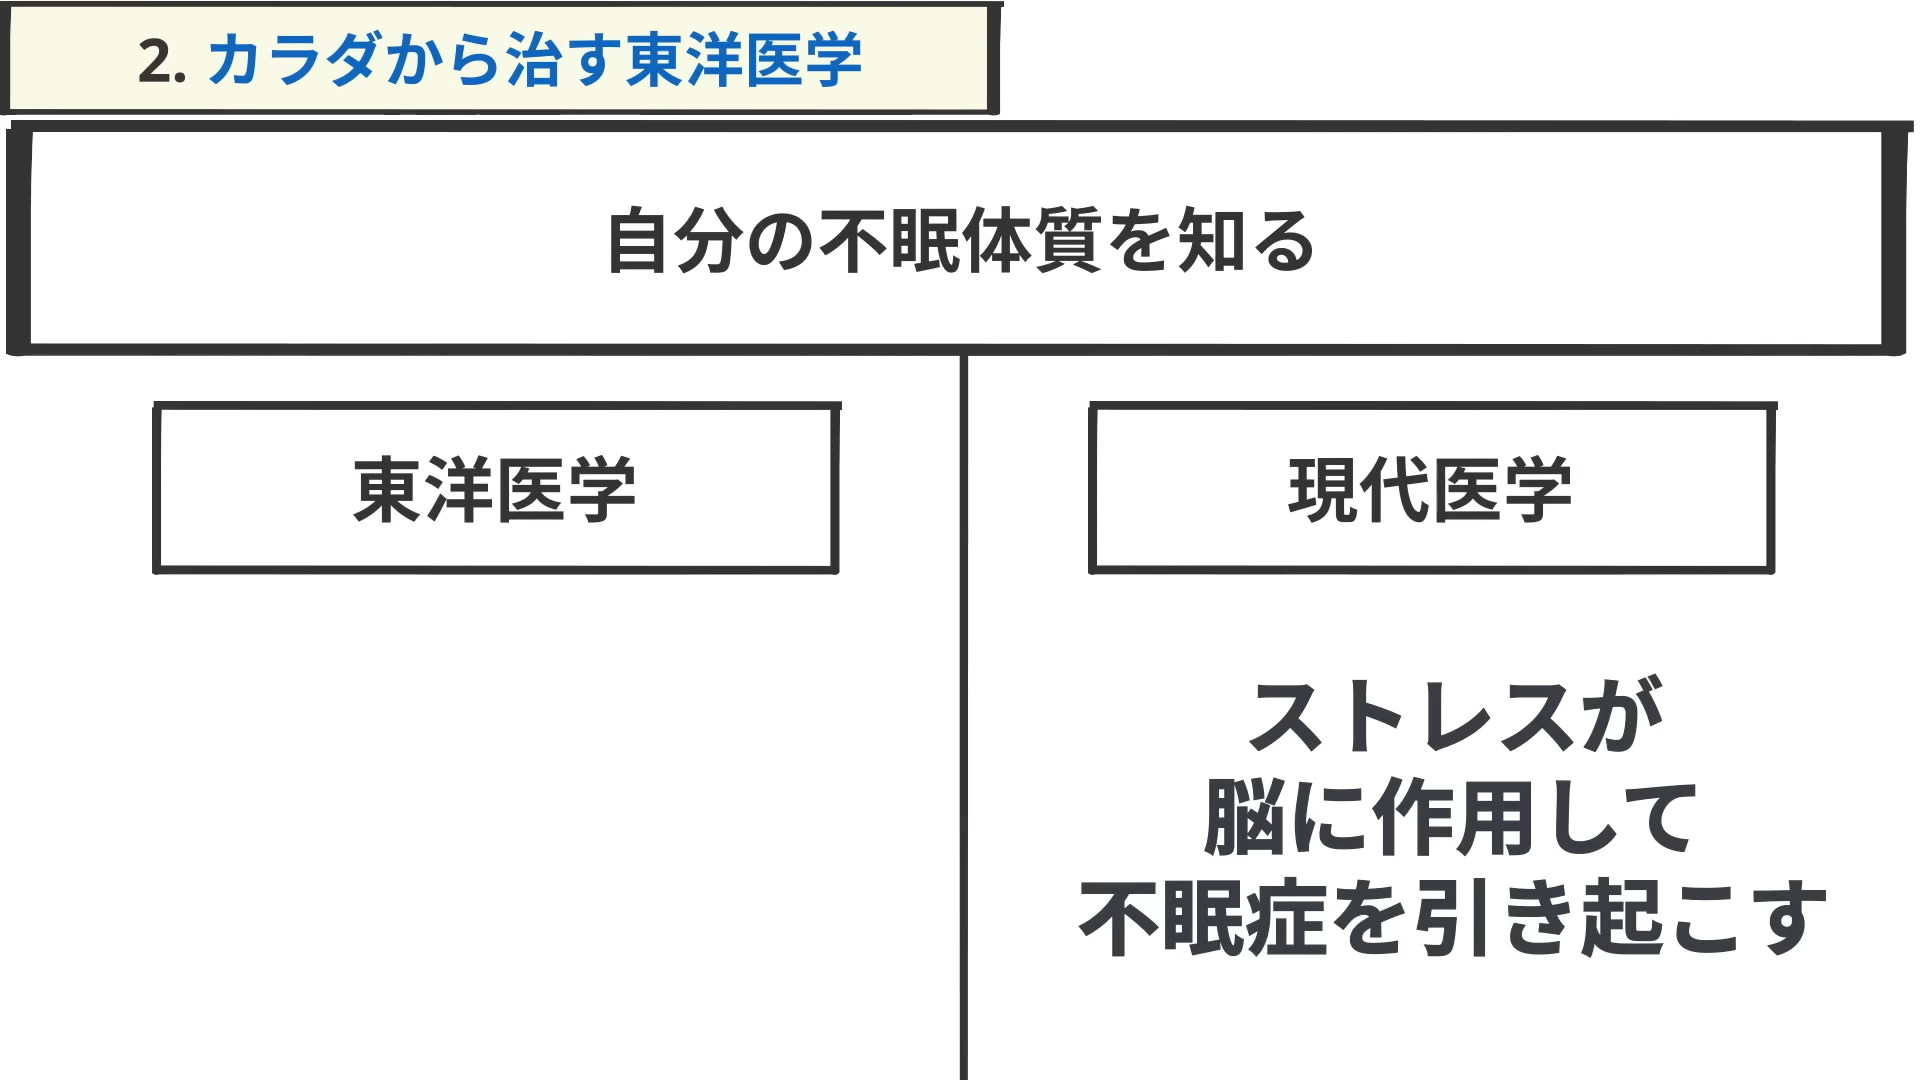 2. カラダから治す東洋医学
自分の不眠体質を知る
東洋医学
現代医学
ストレスが
脳に作用して
不眠症を引き起こす